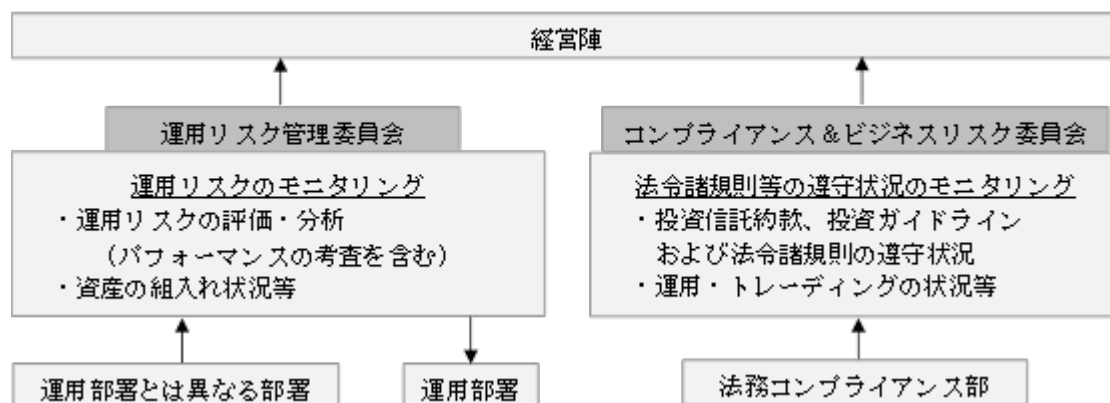 経営陣
運用リスク管理委員会
運用リスクのモニタリング
・運用リスクの評価・分析
（パフォーマンスの考査を含む）
・資産の組入れ状況等
運用部署とは異なる部署
運用部署
コンプライアンス＆ビジネスリスク委員会
法令諸規則等の遵守状況のモニタリング
・投資信託約款、投資ガイドライン
および法令諸規則の遵守状況
・運用・トレーディングの状況等
法務コンプライアンス部